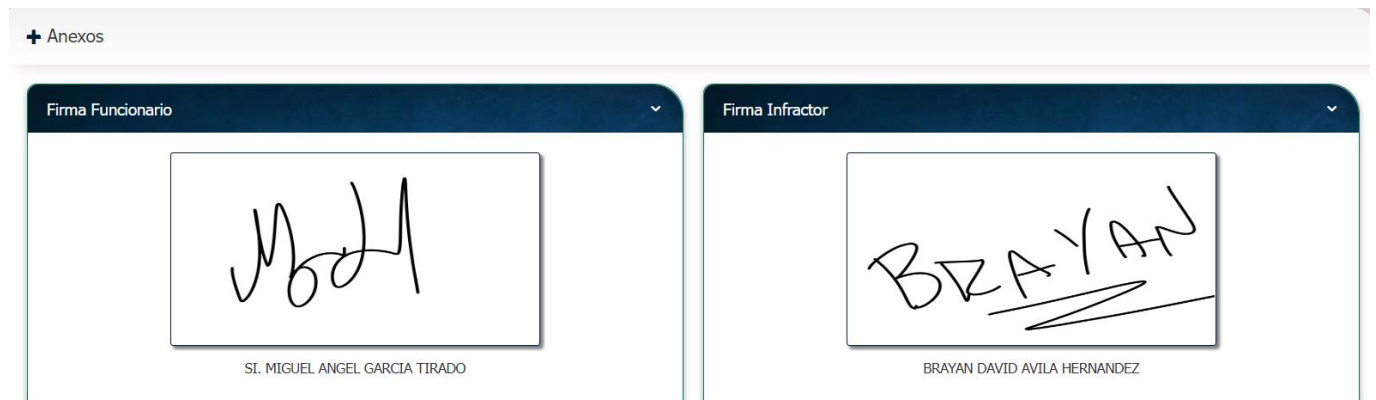 Anexos
Firma Funcionario
SI. MIGUEL ANGEL GARCIA TIRADO
Firma Infractor
BRAYAN
BRAYAN DAVID AVILA HERNANDEZ